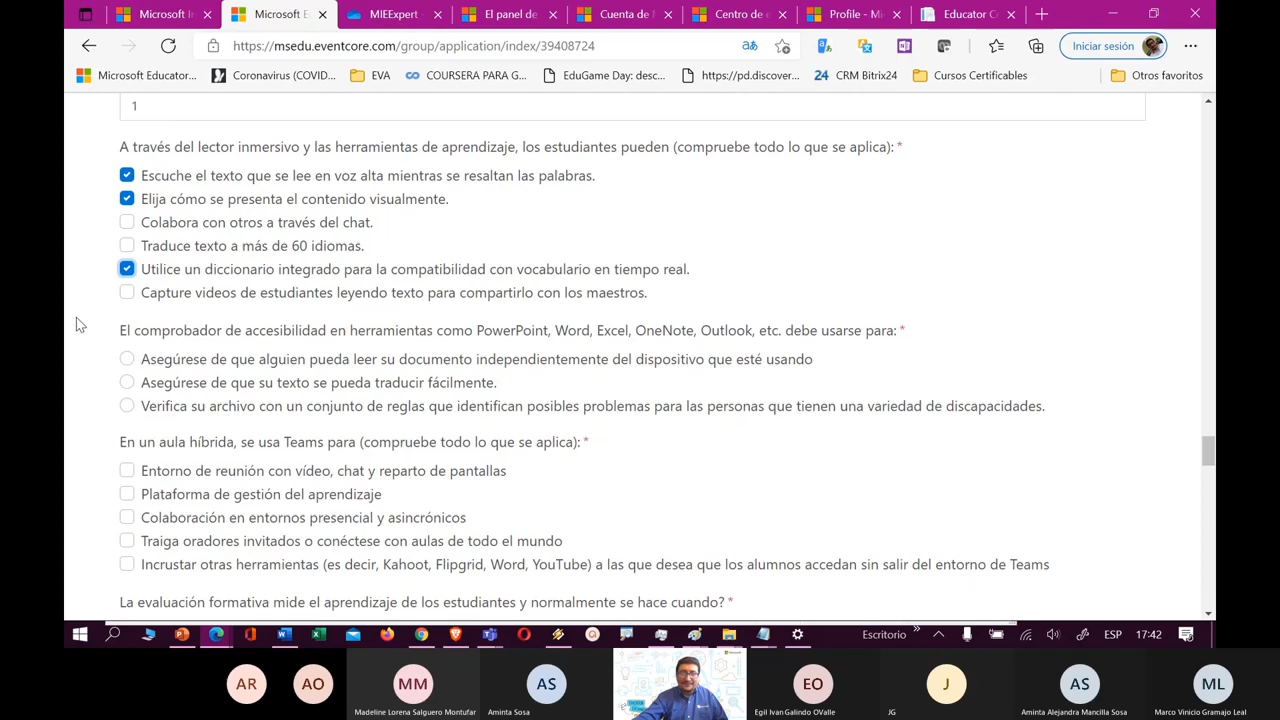 Microsoft In
Microsoft E
MIEExpert -
El panel de
Cuenta de M
Centro de e
Profile - Mi
Educator Ce
https://msedu.eventcore.com/group/application/index/39408724
Iniciar sesión
Microsoft Educator...
Coronavirus (COVID...
EVA
COURSERA PARA G...
EduGame Day: desc...
https://pd.discover...
24 CRM Bitrix24
Cursos Certificables
Otros favoritos
1
A través del lector inmersivo y las herramientas de aprendizaje, los estudiantes pueden (compruebe todo lo que se aplica): *
Escuche el texto que se lee en voz alta mientras se resaltan las palabras.
Elija cómo se presenta el contenido visualmente.
Colabora con otros a través del chat.
Traduce texto a más de 60 idiomas.
Utilice un diccionario integrado para la compatibilidad con vocabulario en tiempo real.
Capture videos de estudiantes leyendo texto para compartirlo con los maestros.
El comprobador de accesibilidad en herramientas como PowerPoint, Word, Excel, OneNote, Outlook, etc. debe usarse para: *
Asegúrese de que alguien pueda leer su documento independientemente del dispositivo que esté usando
Asegúrese de que su texto se pueda traducir fácilmente.
Verifica su archivo con un conjunto de reglas que identifican posibles problemas para las personas que tienen una variedad de discapacidades.
En un aula híbrida, se usa Teams para (compruebe todo lo que se aplica): *
Entorno de reunión con vídeo, chat y reparto de pantallas
Plataforma de gestión del aprendizaje
Colaboración en entornos presencial y asincrónicos
Traiga oradores invitados o conéctese con aulas de todo el mundo
Incrustar otras herramientas (es decir, Kahoot, Flipgrid, Word, YouTube) a las que desea que los alumnos accedan sin salir del entorno de Teams
La evaluación formativa mide el aprendizaje de los estudiantes y normalmente se hace cuando? *
Escritorio
ESP
17:42
AR
AO
MM
AS
EO
J
AS
ML
Madeline Lorena Salguero Montufar
Aminta Sosa
Egil Ivan Galindo OValle
JG
Aminta Alejandra Mancilla Sosa
Marco Vinicio Gramajo Leal